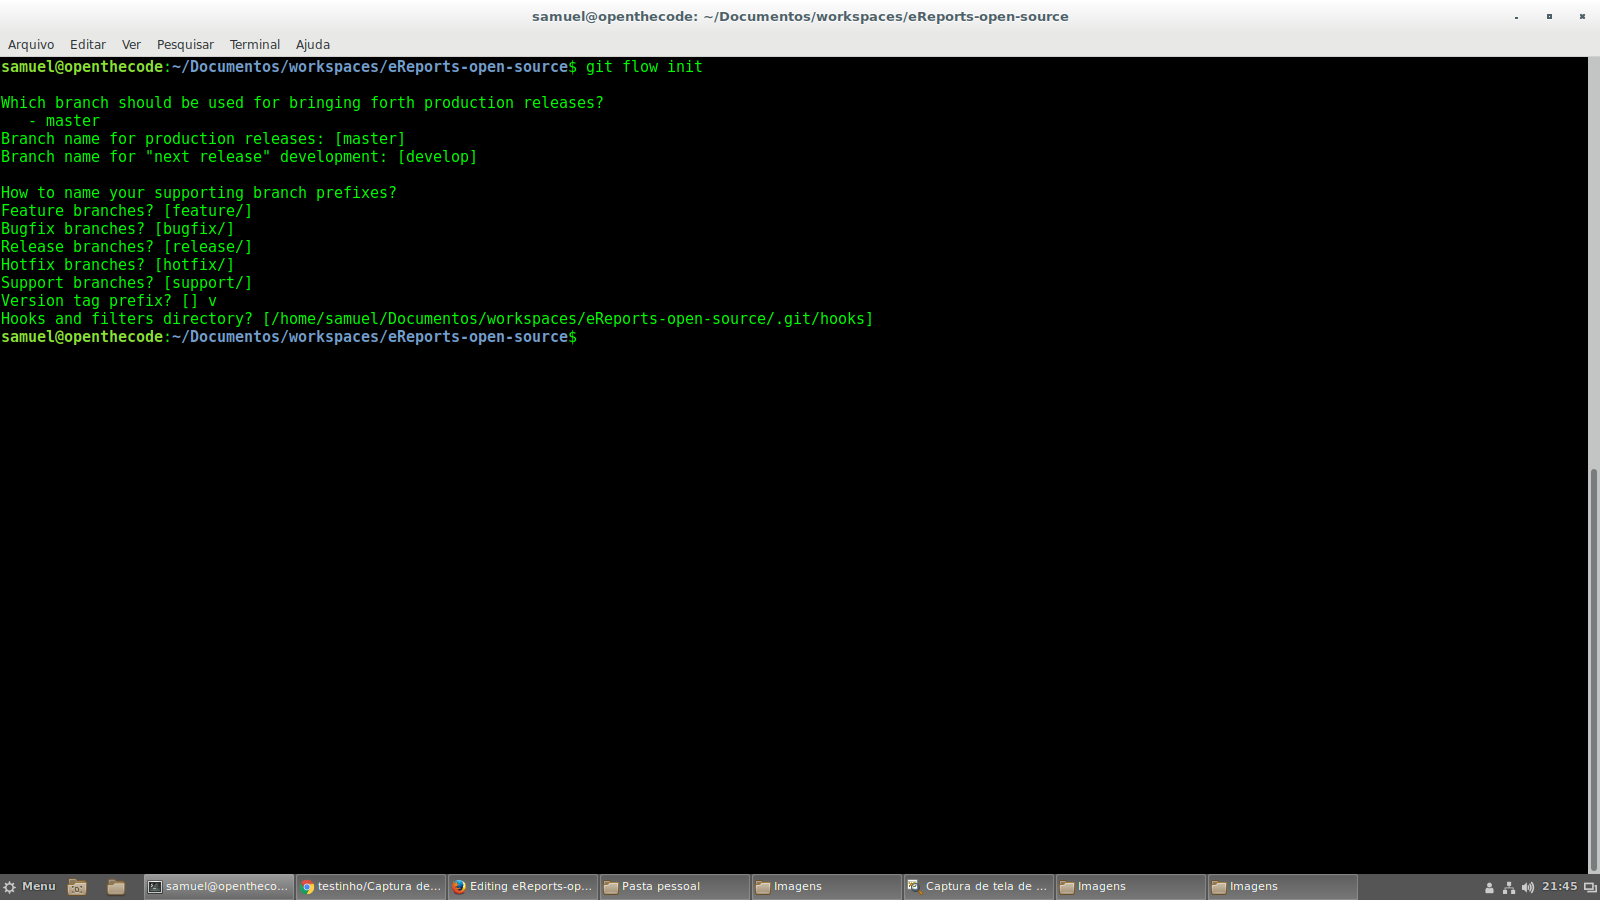 samuel@openthecode: ~/Documentos/workspaces/eReports-open-source
Arquivo Editar Ver Pesquisar Terminal Ajuda
samuel@openthecode:~/Documentos/workspaces/eReports-open-source$ git flow init
Which branch should be used for bringing forth production releases?
   - master
Branch name for production releases: [master]
Branch name for "next release" development: [develop]
How to name your supporting branch prefixes?
Feature branches? [feature/]
Bugfix branches? [bugfix/]
Release branches? [release/]
Hotfix branches? [hotfix/]
Support branches? [support/]
Version tag prefix? [] v
Hooks and filters directory? [/home/samuel/Documentos/workspaces/eReports-open-source/.git/hooks]
samuel@openthecode:~/Documentos/workspaces/eReports-open-source$
Menu samuel@opentheco... testinho/Captura de... Editing eReports-op... Pasta pessoal Imagens Captura de tela de ... Imagens Imagens 21:45